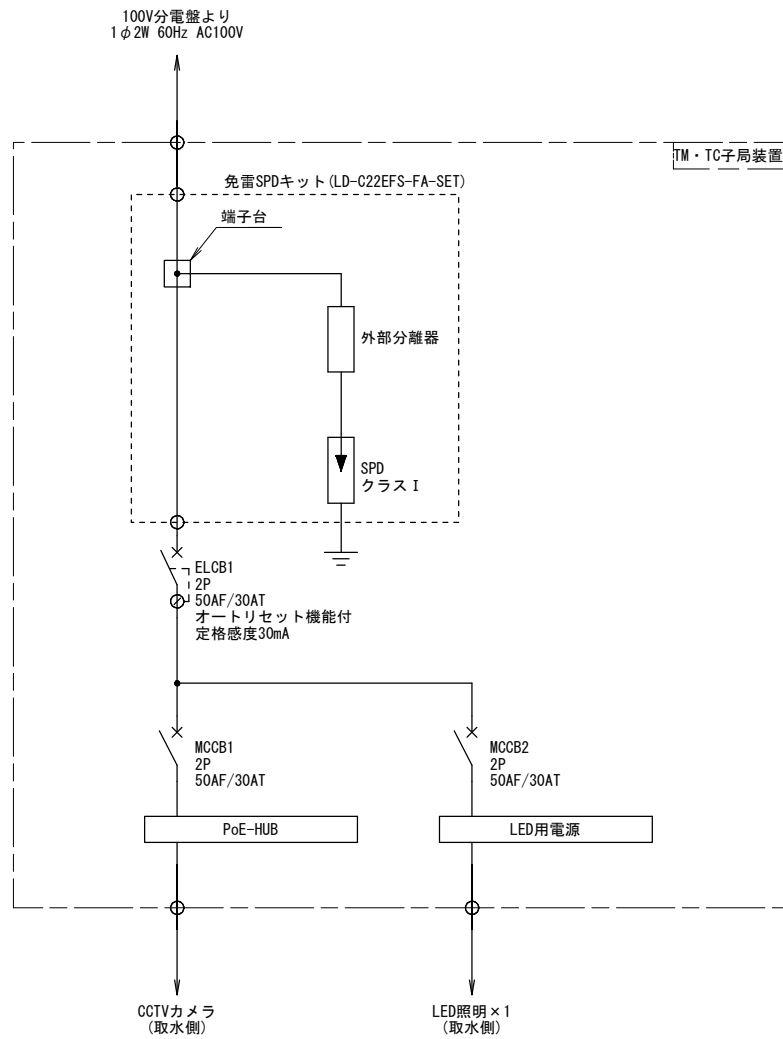 100V分電盤より
1φ2W 60Hz AC100V
TM・TC子局装置
免雷SPDキット(LD-C22EFS-FA-SET)
端子台
外部分離器
SPD
クラスⅠ
ELCB1
2P
50AF/30AT
オートリセット機能付
定格感度30mA
MCCB1
2P
50AF/30AT
MCCB2
2P
50AF/30AT
PoE-HUB
LED用電源
CCTVカメラ
(取水側)
LED照明×1
(取水側)